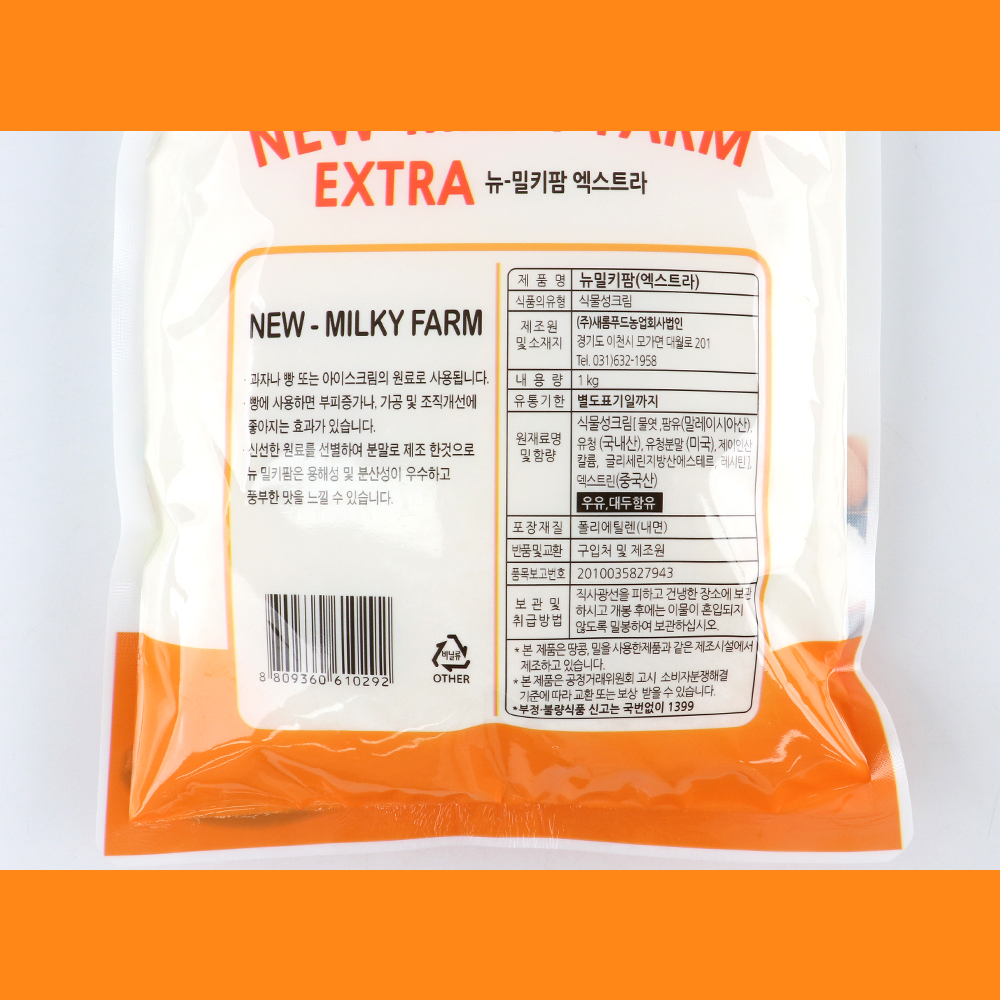 NEW-MILKY FARM
EXTRA 뉴-밀키팜 엑스트라
NEW - MILKY FARM
· 과자나 빵 또는 아이스크림의 원료로 사용됩니다.
· 빵에 사용하면 부피증가나, 가공 및 조직개선에
좋아지는 효과가 있습니다.
· 신선한 원료를 선별하여 분말로 제조 한것으로
뉴 밀키팜은 용해성 및 분산성이 우수하고
풍부한 맛을 느낄 수 있습니다.
8 809360 610292
비닐류
OTHER
제 품 명 뉴밀키팜(엑스트라)
식품의유형 식물성크림
제조원 및소재지 (주)새롬푸드농업회사법인
경기도 이천시 모가면 대월로 201
Tel. 031)632-1958
내 용 량 1 kg
유통기한 별도표기일까지
원재료명 및함량 식물성크림[물엿,팜유(말레이시아산),
유청(국내산), 유청분말(미국), 제이인산
칼륨, 글리세린지방산에스테르, 레시틴],
덱스트린(중국산)
우유,대두함유
포장재질 폴리에틸렌(내면)
반품및교환 구입처 및 제조원
품목보고번호 2010035827943
보 관 및 취급방법 직사광선을 피하고 건냉한 장소에 보관
하시고 개봉 후에는 이물이 혼입되지
않도록 밀봉하여 보관하십시오.
* 본 제품은 땅콩, 밀을 사용한제품과 같은 제조시설에서
제조하고 있습니다.
* 본 제품은 공정거래위원회 고시 소비자분쟁해결
기준에 따라 교환 또는 보상 받을 수 있습니다.
* 부정·불량식품 신고는 국번없이 1399